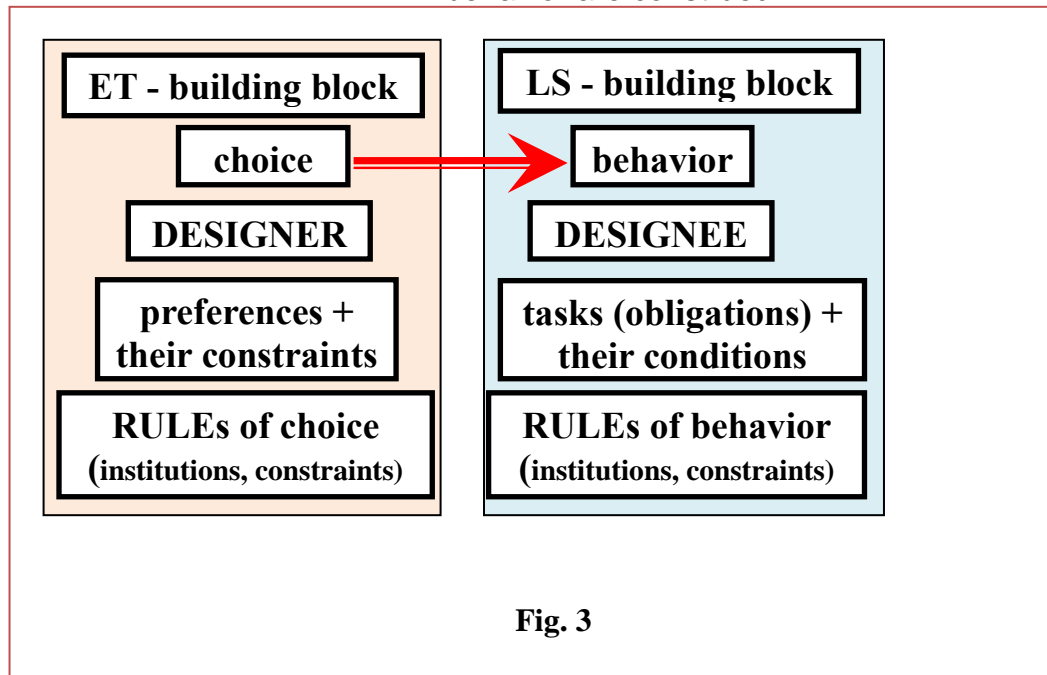 ET - building block
choice
DESIGNER
preferences +
their constraints
RULEs of choice
(institutions, constraints)
LS - building block
behavior
DESIGNEE
tasks (obligations) +
their conditions
RULEs of behavior
(institutions, constraints)
Fig. 3